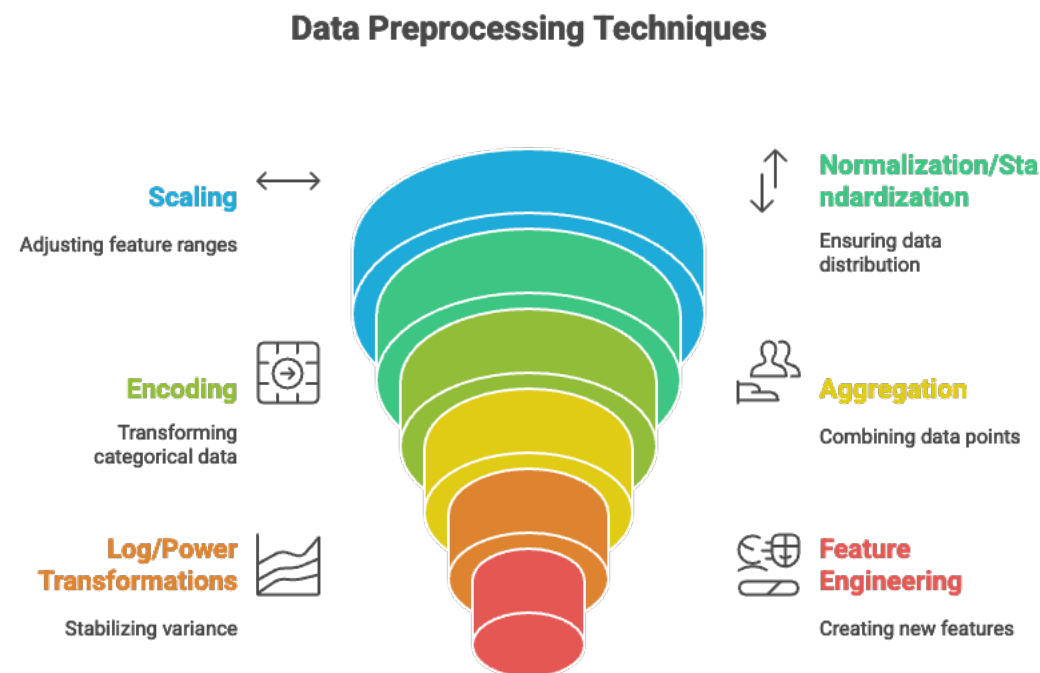 Data Preprocessing Techniques
Scaling
Adjusting feature ranges
Normalization/Sta
ndardization
Ensuring data
distribution
Encoding
Transforming
categorical data
Aggregation
Combining data points
Log/Power
Transformations
Stabilizing variance
Feature
Engineering
Creating new features